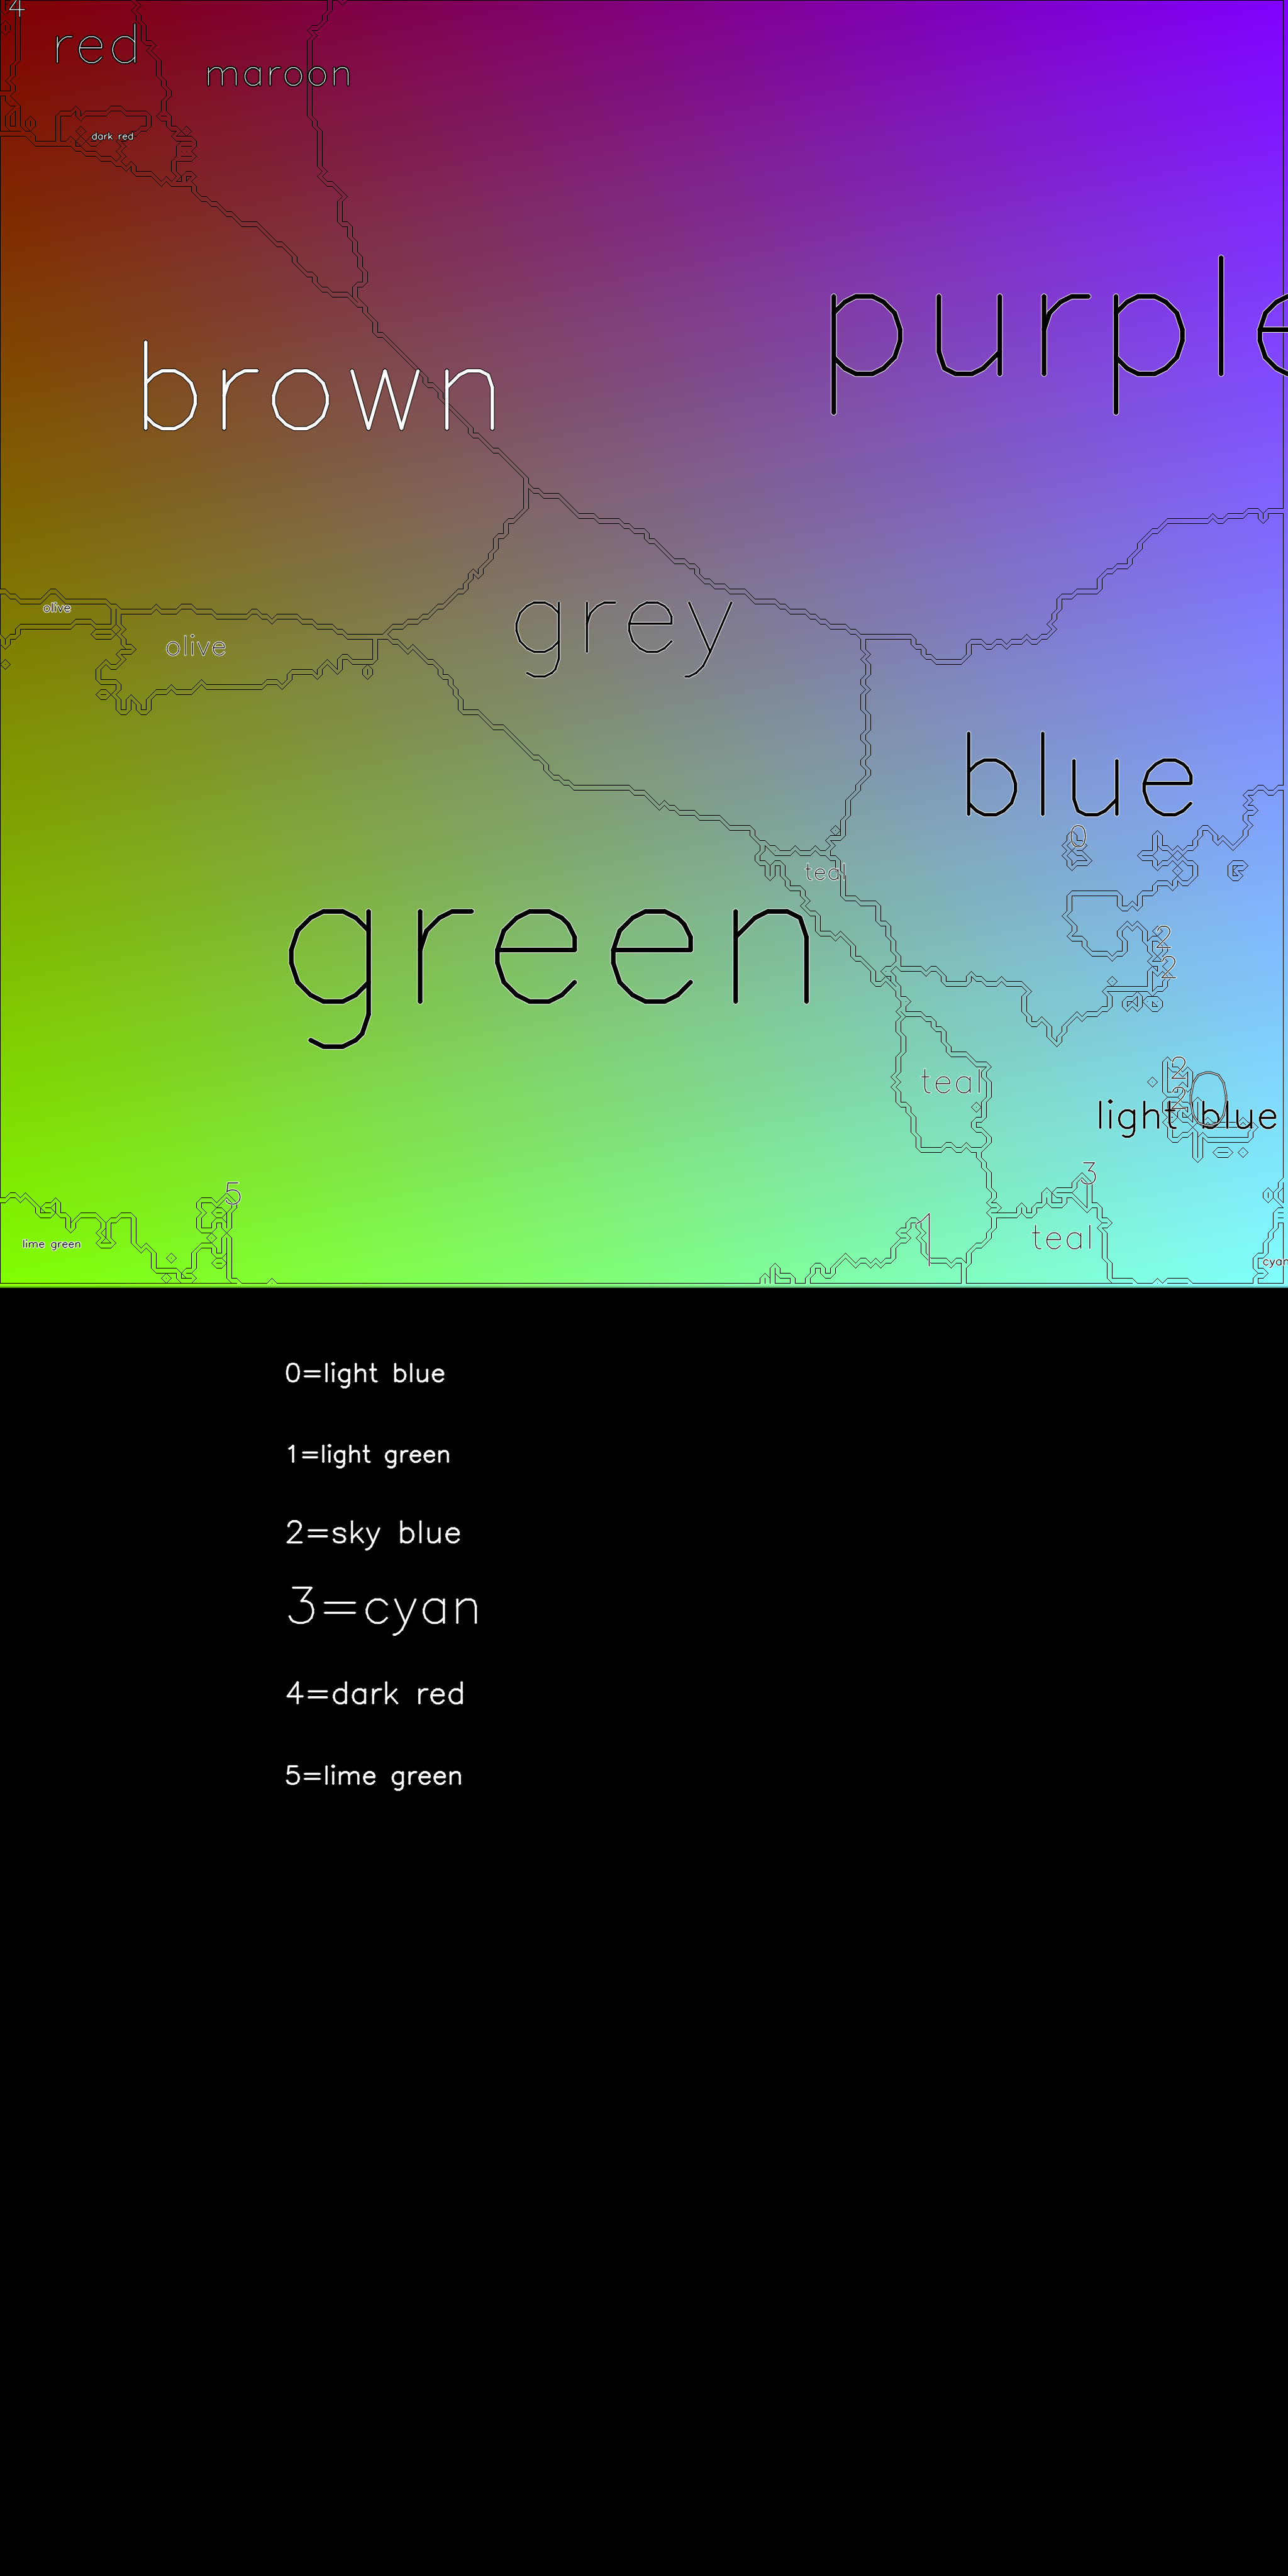 4
red
maroon
dark red
purple
brown
olive
grey
olive
blue
0
teal
green
2
2
teal
2
2
0
light blue
3
5
1
teal
lime green
cyan
0=light blue
1=light green
2=sky blue
3=cyan
4=dark red
5=lime green